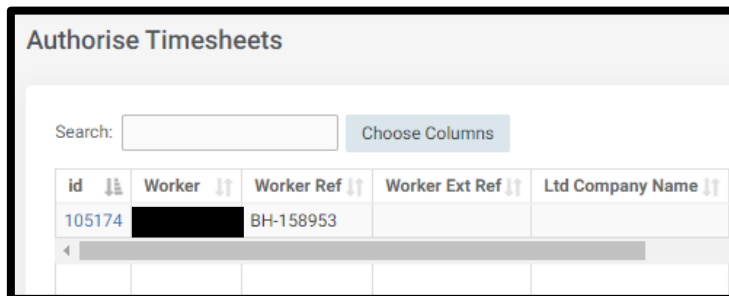 Authorise Timesheets
Search: Choose Columns
id Worker Worker Ref Worker Ext Ref Ltd Company Name
105174 BH-158953